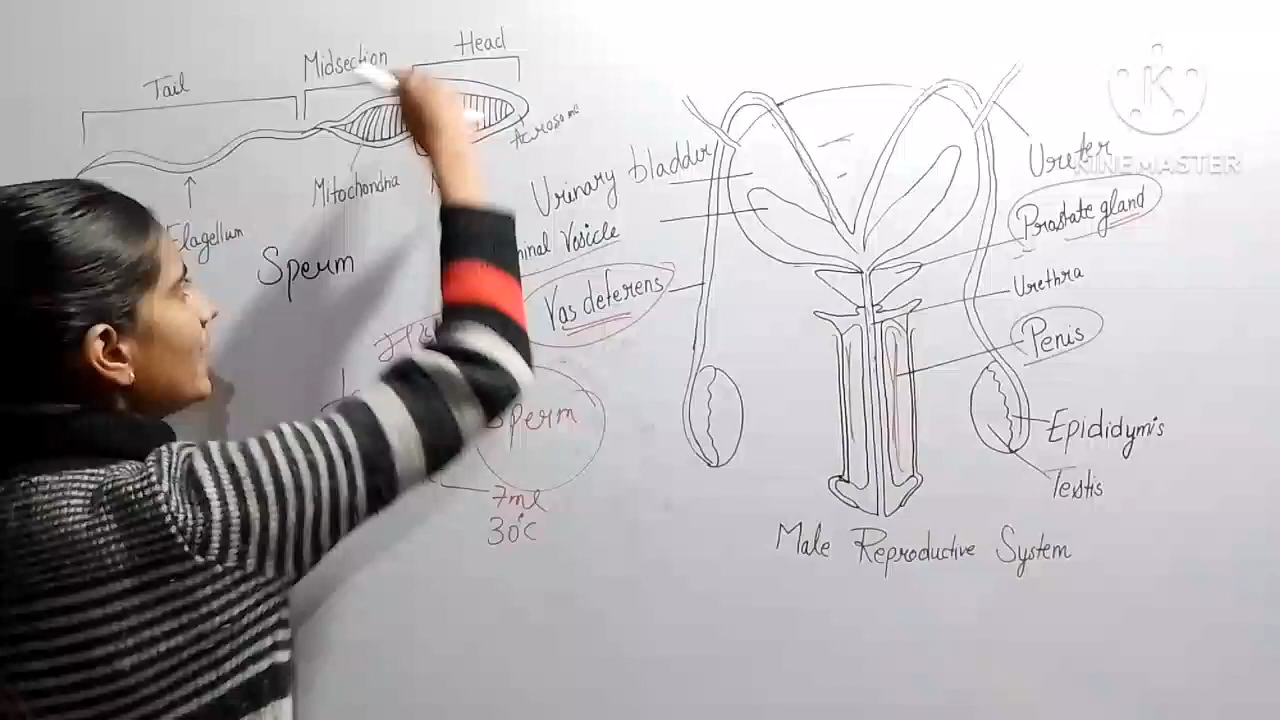 Head
Midsection
Tail
Acrosome
Mitochondria
Flagellum
Sperm
Sperm
7ml
30°C
Urinary bladder
Vesicle
Vas deferens
Ureter
Prastate gland
Urethra
Penis
Epididymis
Testis
Male Reproductive System
K
KINEMASTER